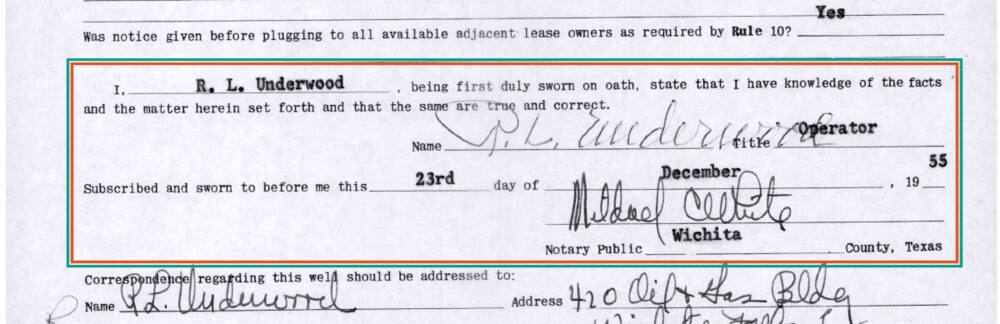 Yes
Was notice given before plugging to all available adjacent lease owners as required by Rule 10?
I, R. L. Underwood, being first duly sworn on oath, state that I have knowledge of the facts
and the matter herein set forth and that the same are true and correct.
Name R. L. Underwood Title Operator
Subscribed and sworn to before me this 23rd day of December, 19 55
Mildred White
Notary Public Wichita County, Texas
Correspondence regarding this well should be addressed to:
Name R.L. Underwood Address 420 Oil & Gas Bldg